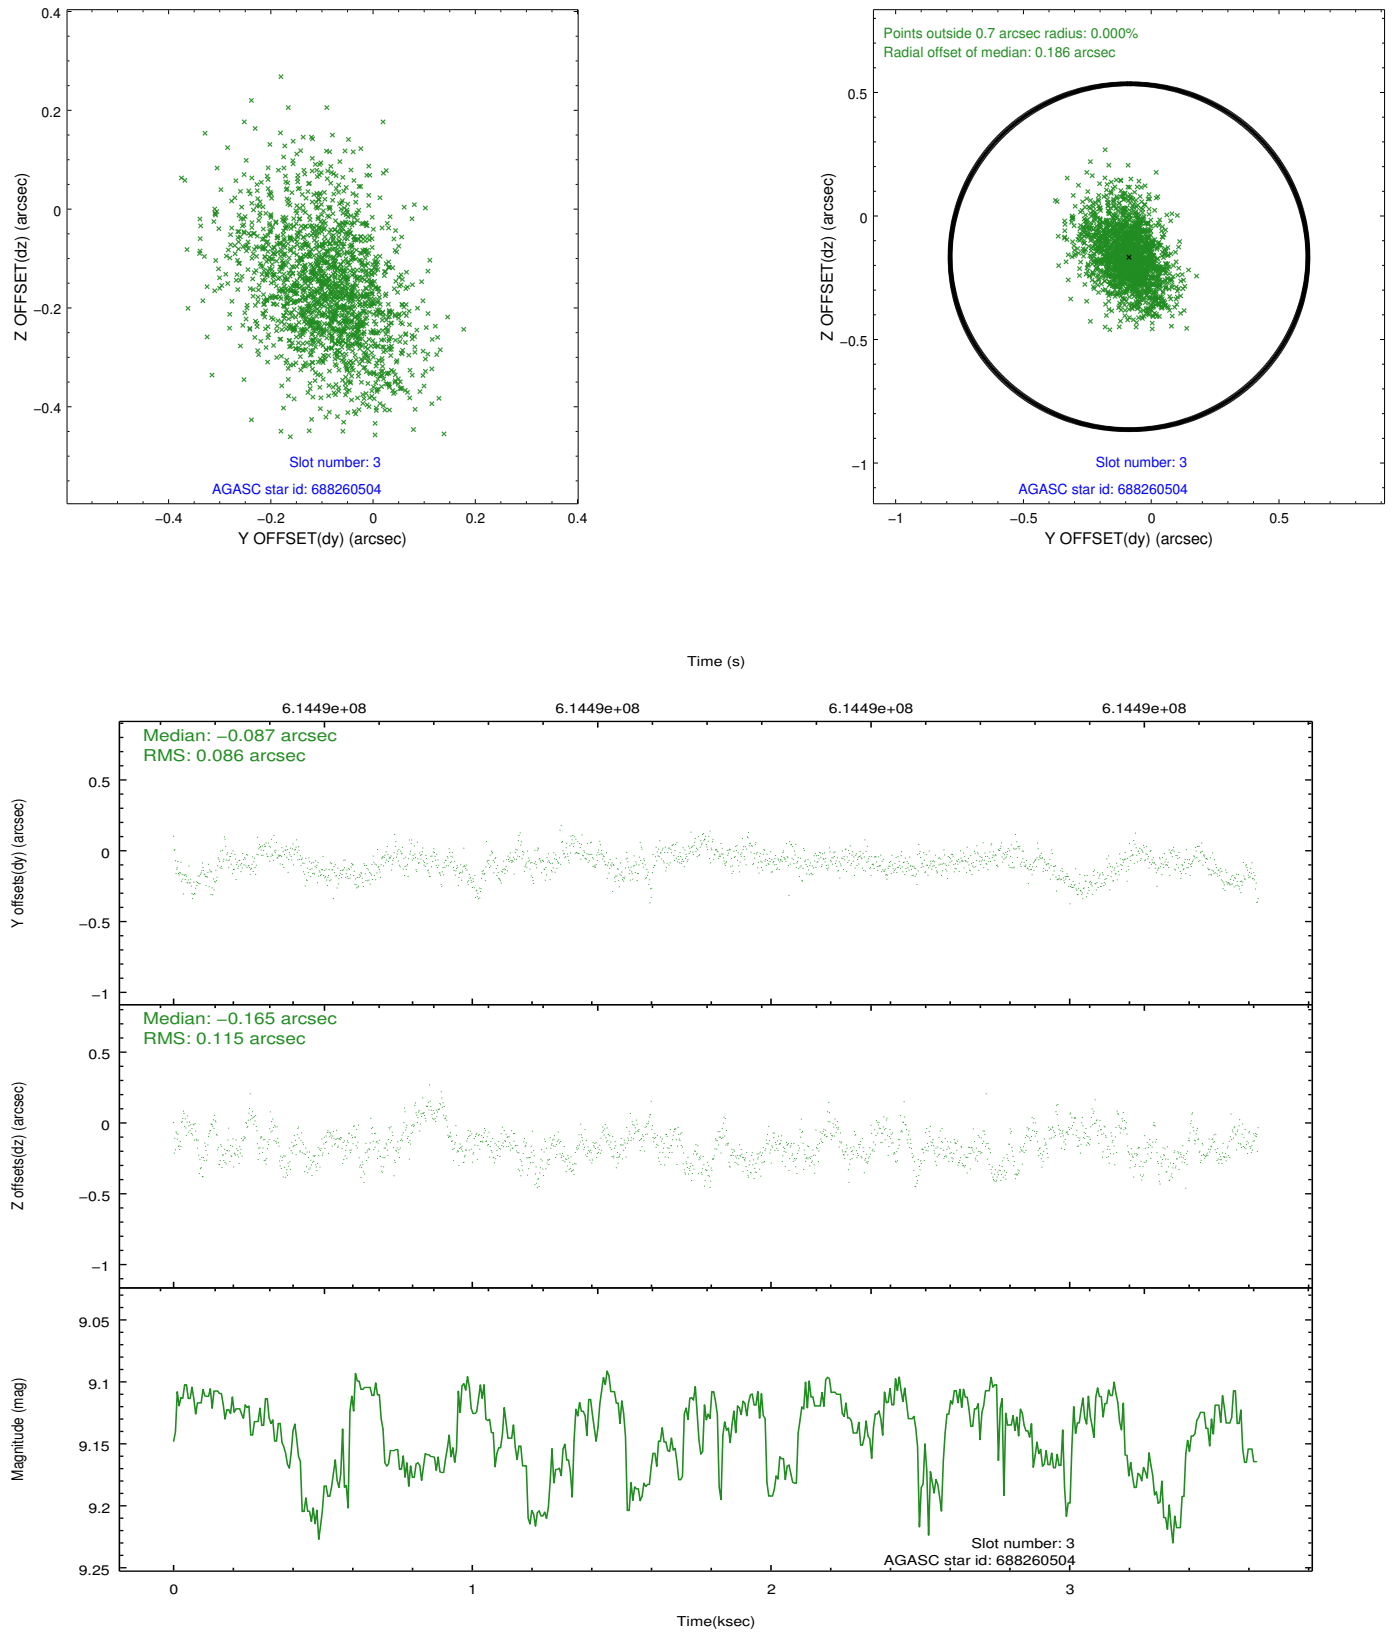 0.4
0.2
0
−0.2
−0.4
Z OFFSET(dz) (arcsec)
Slot number: 3
AGASC star id: 688260504
−0.4
−0.2
0
0.2
0.4
Y OFFSET(dy) (arcsec)
Points outside 0.7 arcsec radius: 0.000%
Radial offset of median: 0.186 arcsec
0.5
0
−0.5
−1
Z OFFSET(dz) (arcsec)
Slot number: 3
AGASC star id: 688260504
−1
−0.5
0
0.5
Y OFFSET(dy) (arcsec)
Time (s)
6.1449e+08
6.1449e+08
6.1449e+08
6.1449e+08
Median: −0.087 arcsec
RMS: 0.086 arcsec
0.5
0
−0.5
−1
Y offsets(dy) (arcsec)
Median: −0.165 arcsec
RMS: 0.115 arcsec
0.5
0
−0.5
−1
Z offsets(dz) (arcsec)
9.05
9.1
9.15
9.2
9.25
Magnitude (mag)
Slot number: 3
AGASC star id: 688260504
0
1
2
3
Time(ksec)